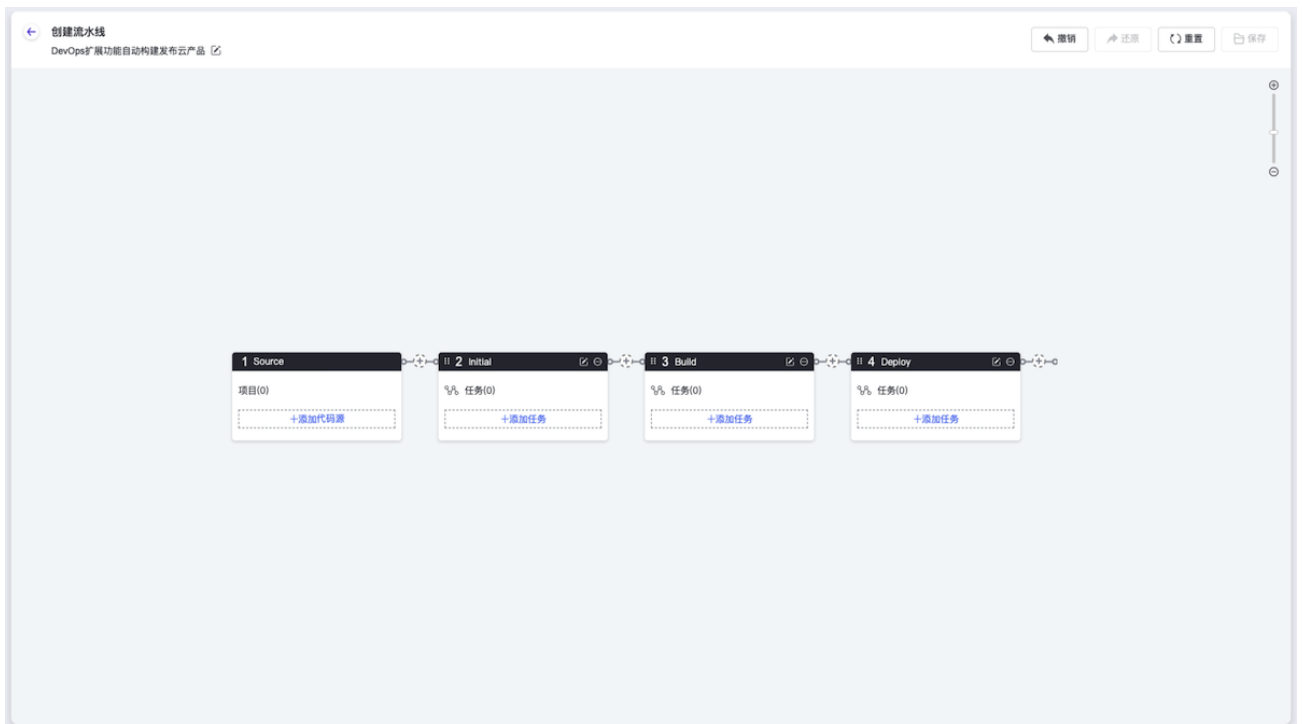 创建流水线
DevOps扩展功能自动构建发布云产品
撤销 还原 重置 保存
1 Source 2 Initial 3 Build 4 Deploy
项目(0) 任务(0) 任务(0) 任务(0)
+添加代码源 +添加任务 +添加任务 +添加任务